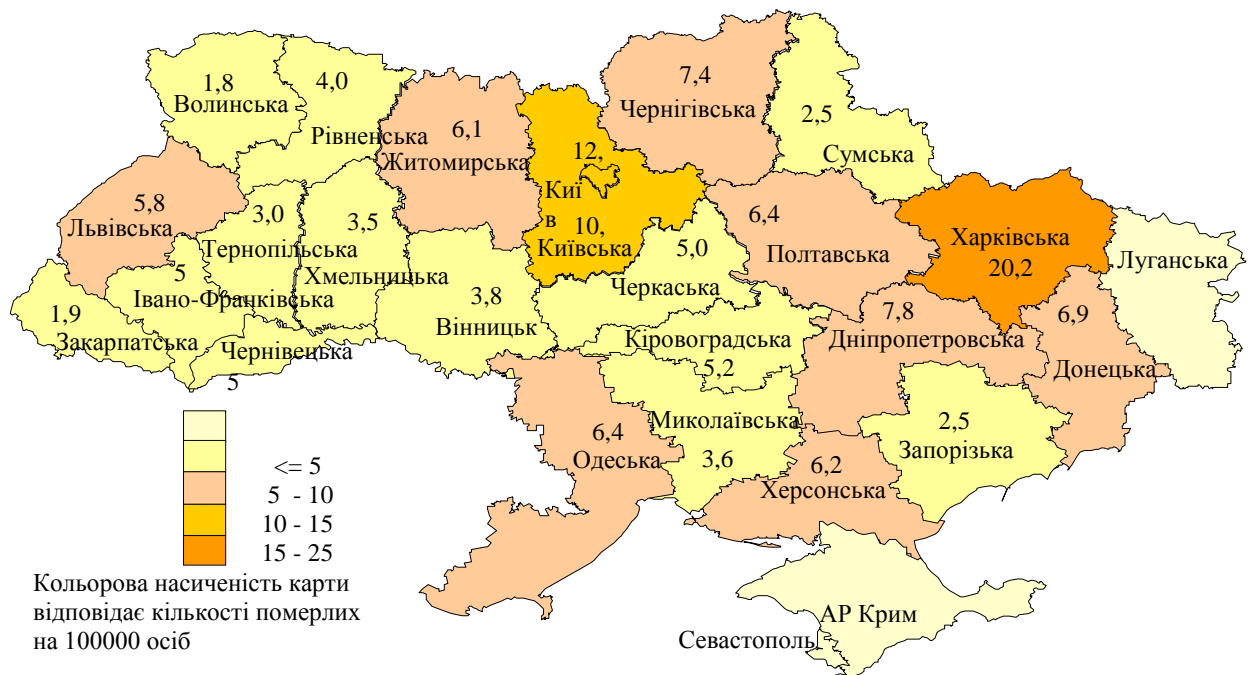 1,8
Волинська
4,0
Рівненська
6,1
Житомирська
12,
Киї
в
10,
Київська
7,4
Чернігівська
2,5
Сумська
5,8
Львівська
3,0
Тернопільська
3,5
Хмельницька
5
Івано-Франківська
1,9
Закарпатська
Чернівецька
5
3,8
Вінницьк
5,0
Черкаська
6,4
Полтавська
Харківська
20,2
Луганська
Кіровоградська
5,2
7,8
Дніпропетровська
6,9
Донецька
Миколаївська
3,6
6,4
Одеська
2,5
Запорізька
6,2
Херсонська
АР Крим
Севастополь
<= 5
5 - 10
10 - 15
15 - 25
Кольорова насиченість карти
відповідає кількості померлих
на 100000 осіб